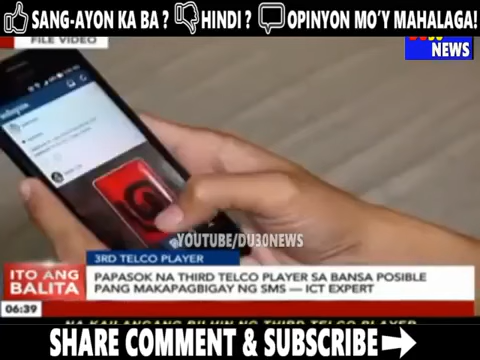 SANG-AYON KA BA ? HINDI ? OPINYON MO'Y MAHALAGA!
FILE VIDEO
NEWS
YOUTUBE/DU30NEWS
3RD TELCO PLAYER
ITO ANG
BALITA
PAPASOK NA THIRD TELCO PLAYER SA BANSA POSIBLE
PANG MAKAPAGBIGAY NG SMS — ICT EXPERT
06:39
SHARE COMMENT & SUBSCRIBE